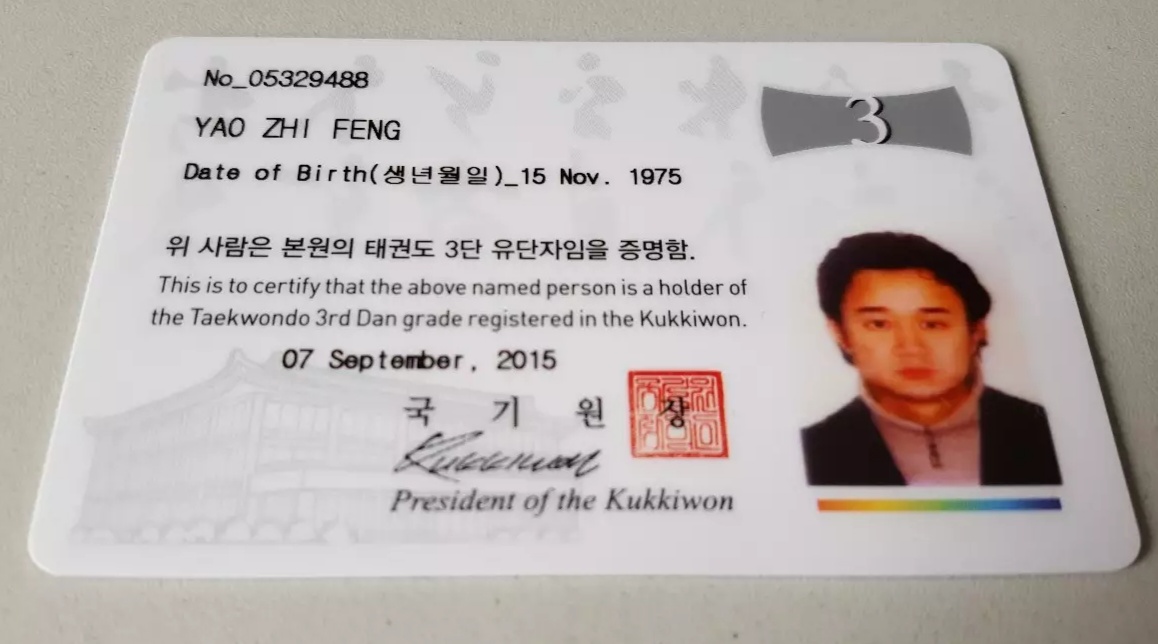 No_05329488
3
YAO ZHI FENG
Date of Birth(생년월일)_15 Nov. 1975
위 사람은 본원의 태권도 3단 유단자임을 증명함.
This is to certify that the above named person is a holder of
the Taekwondo 3rd Dan grade registered in the Kukkiwon.
07 September, 2015
국 기 원 장
Kukkiwon
President of the Kukkiwon